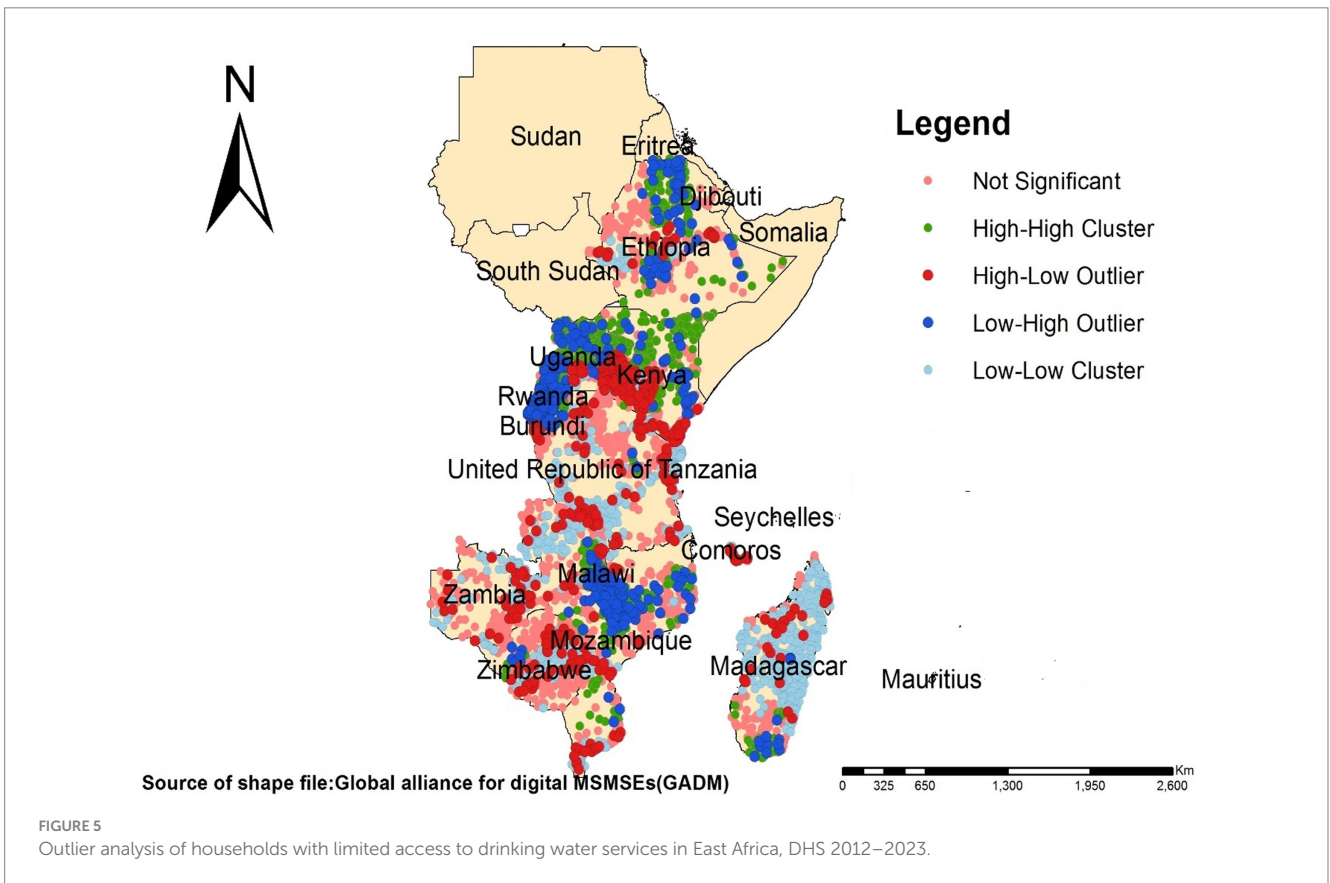 N
Sudan
Eritrea
Djibouti
Ethiopia
Somalia
South Sudan
Uganda
Kenya
Rwanda
Burundi
United Republic of Tanzania
Seychelles
Comoros
Malawi
Zambia
Mozambique
Zimbabwe
Madagascar
Mauritius
Legend
Not Significant
High-High Cluster
High-Low Outlier
Low-High Outlier
Low-Low Cluster
Source of shape file:Global alliance for digital MSMSEs(GADM)
Km
0 325 650 1,300 1,950 2,600
FIGURE 5
Outlier analysis of households with limited access to drinking water services in East Africa, DHS 2012–2023.